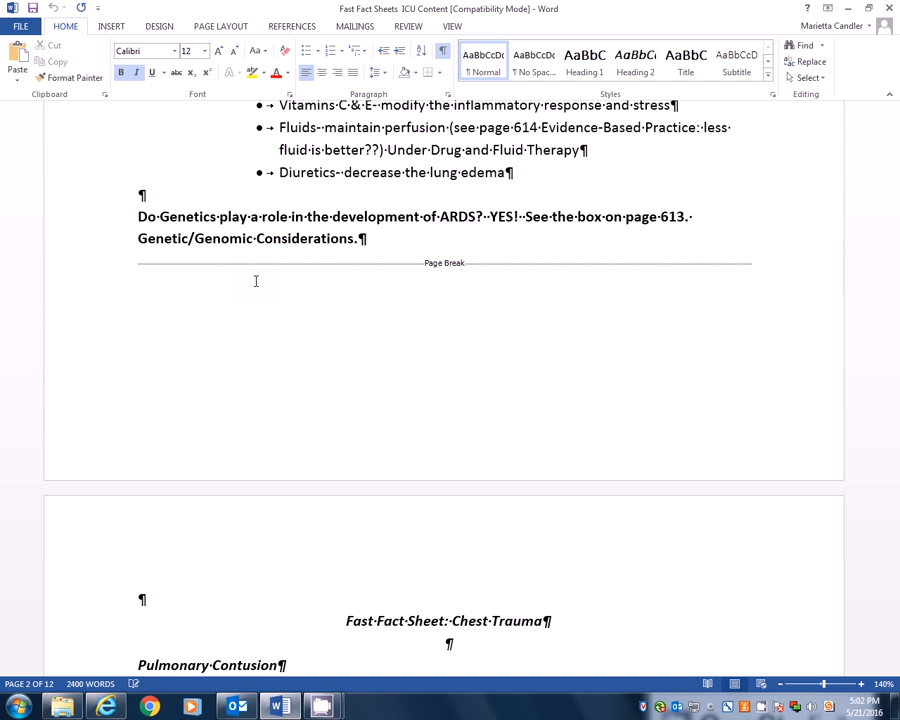 Fast Fact Sheets ICU Content [Compatibility Mode] - Word
FILE HOME INSERT DESIGN PAGE LAYOUT REFERENCES MAILINGS REVIEW VIEW Marietta Candler
Paste Cut Copy Format Painter
Calibri 12
AaBbCcDc AaBbCcDc AaBbC AaBbCc AaBbC AaBbCcD
¶ Normal ¶ No Spac... Heading 1 Heading 2 Title Subtitle
Find Replace Select
Clipboard Font Paragraph Styles Editing
Vitamins C & E- modify the inflammatory response and stress¶
Fluids- maintain perfusion (see page 614 Evidence-Based Practice: less
fluid is better??) Under Drug and Fluid Therapy¶
Diuretics- decrease the lung edema¶
¶
Do Genetics play a role in the development of ARDS? YES! See the box on page 613.
Genetic/Genomic Considerations.¶
Page Break
¶
Fast Fact Sheet: Chest Trauma¶
¶
Pulmonary Contusion¶
PAGE 2 OF 12 2400 WORDS 140%
5:02 PM
5/21/2016